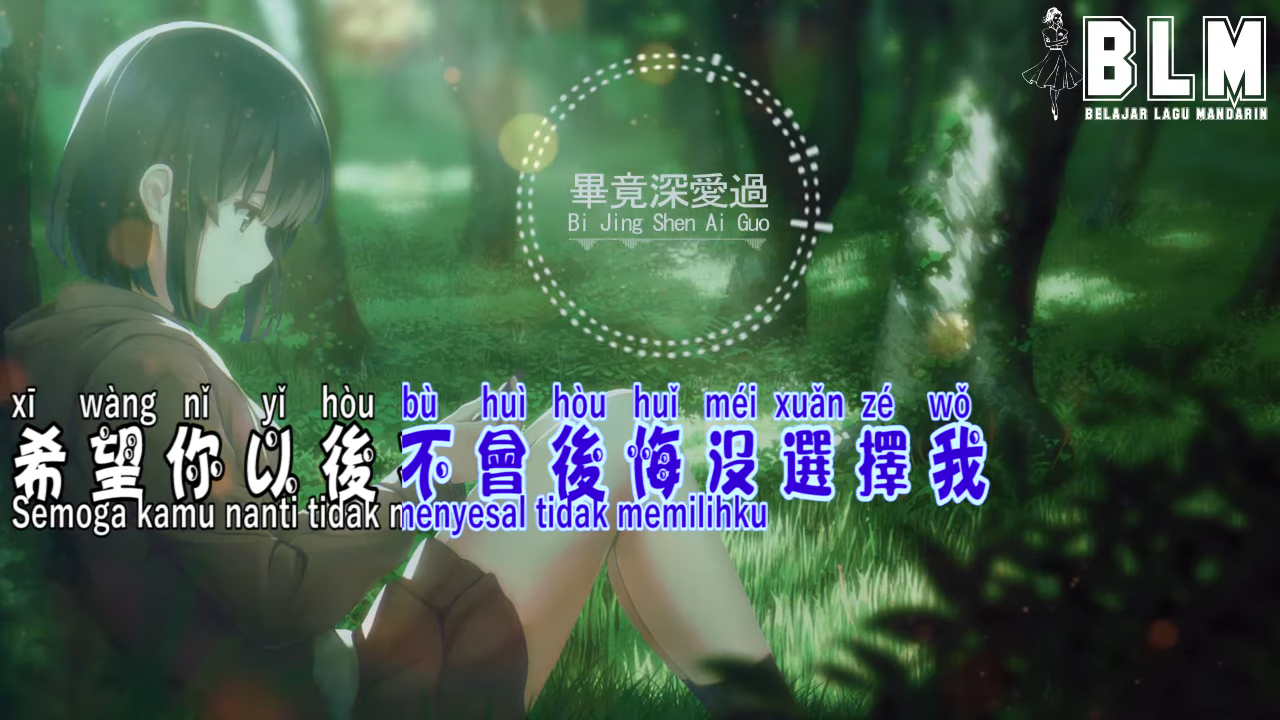 BLM
BELAJAR LAGU MANDARIN
畢竟深愛過
Bi Jing Shen Ai Guo
xī wàng nǐ yǐ hòu bù huì hòu huǐ méi xuǎn zé wǒ
希望你以後不曾後悔沒選擇我
Semoga kamu nanti tidak menyesal tidak memilihku